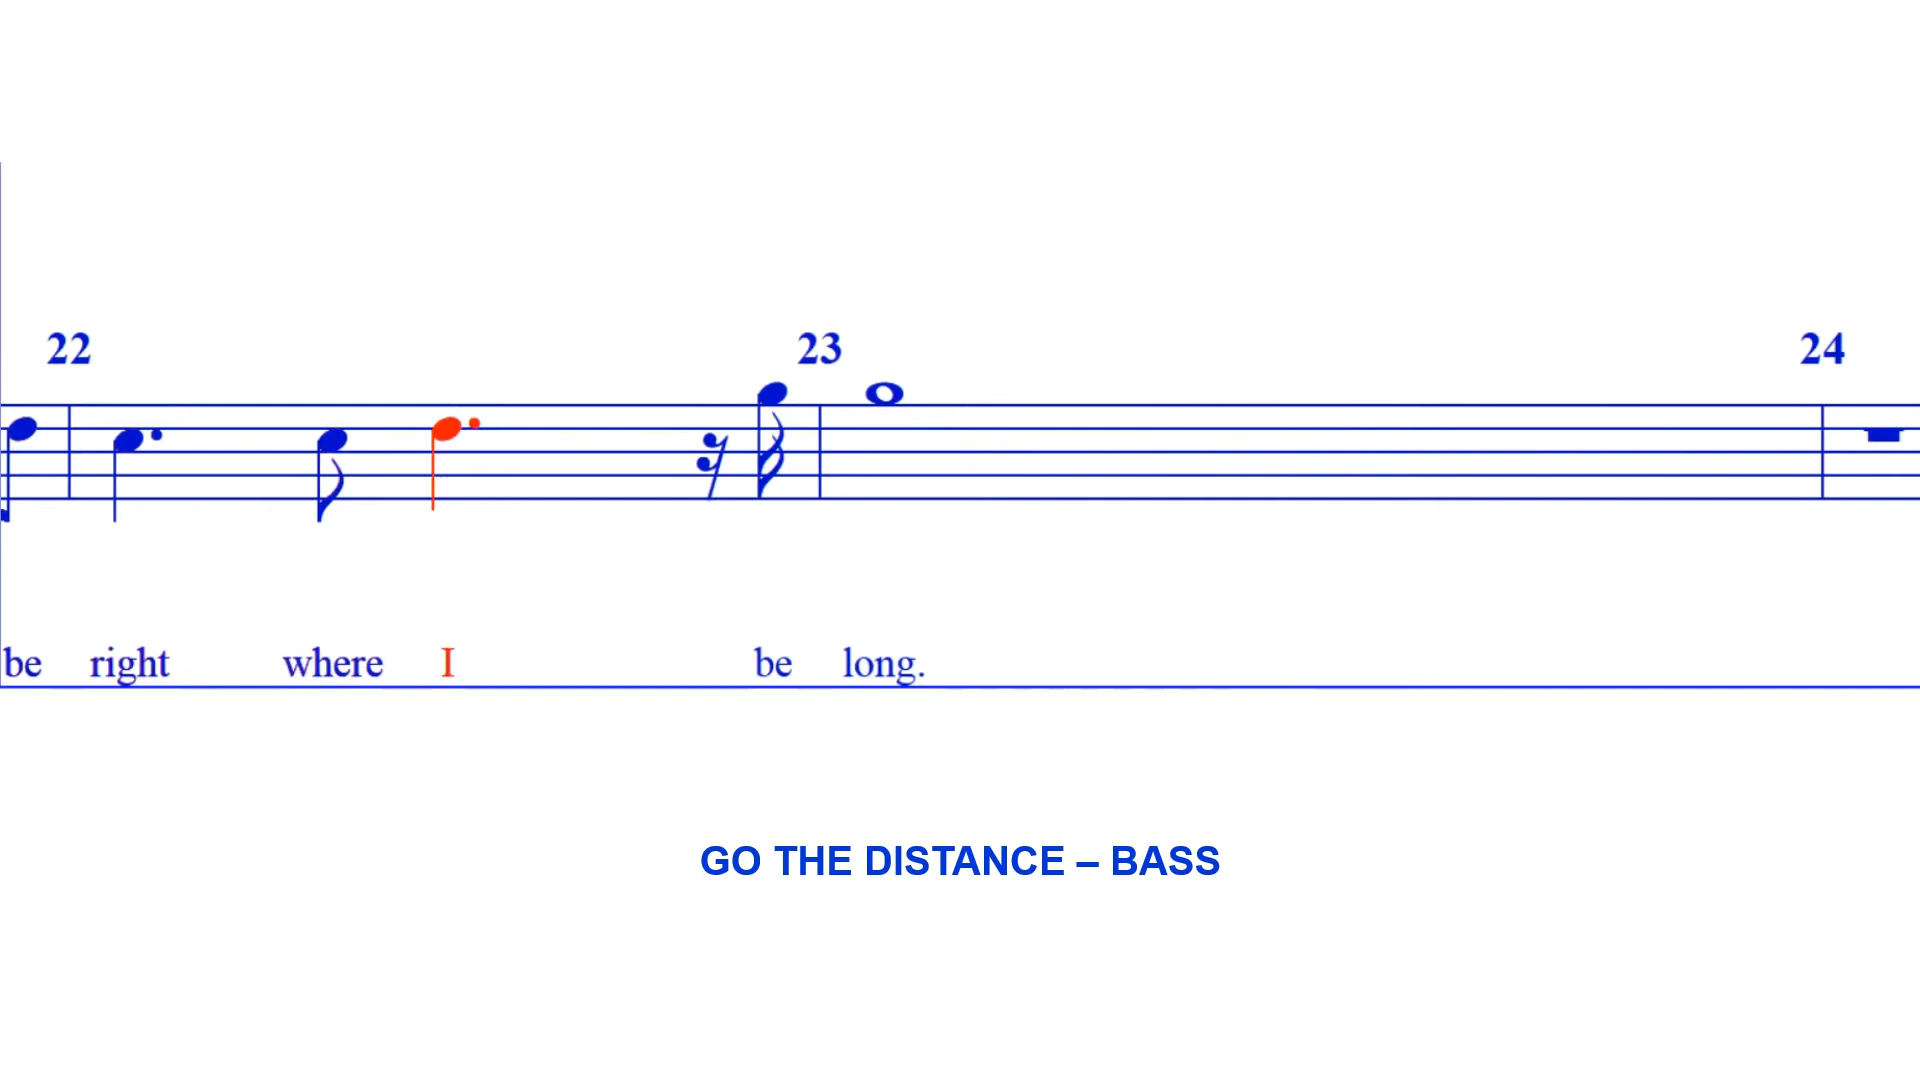 22 23 24
be right where I be long.
GO THE DISTANCE – BASS